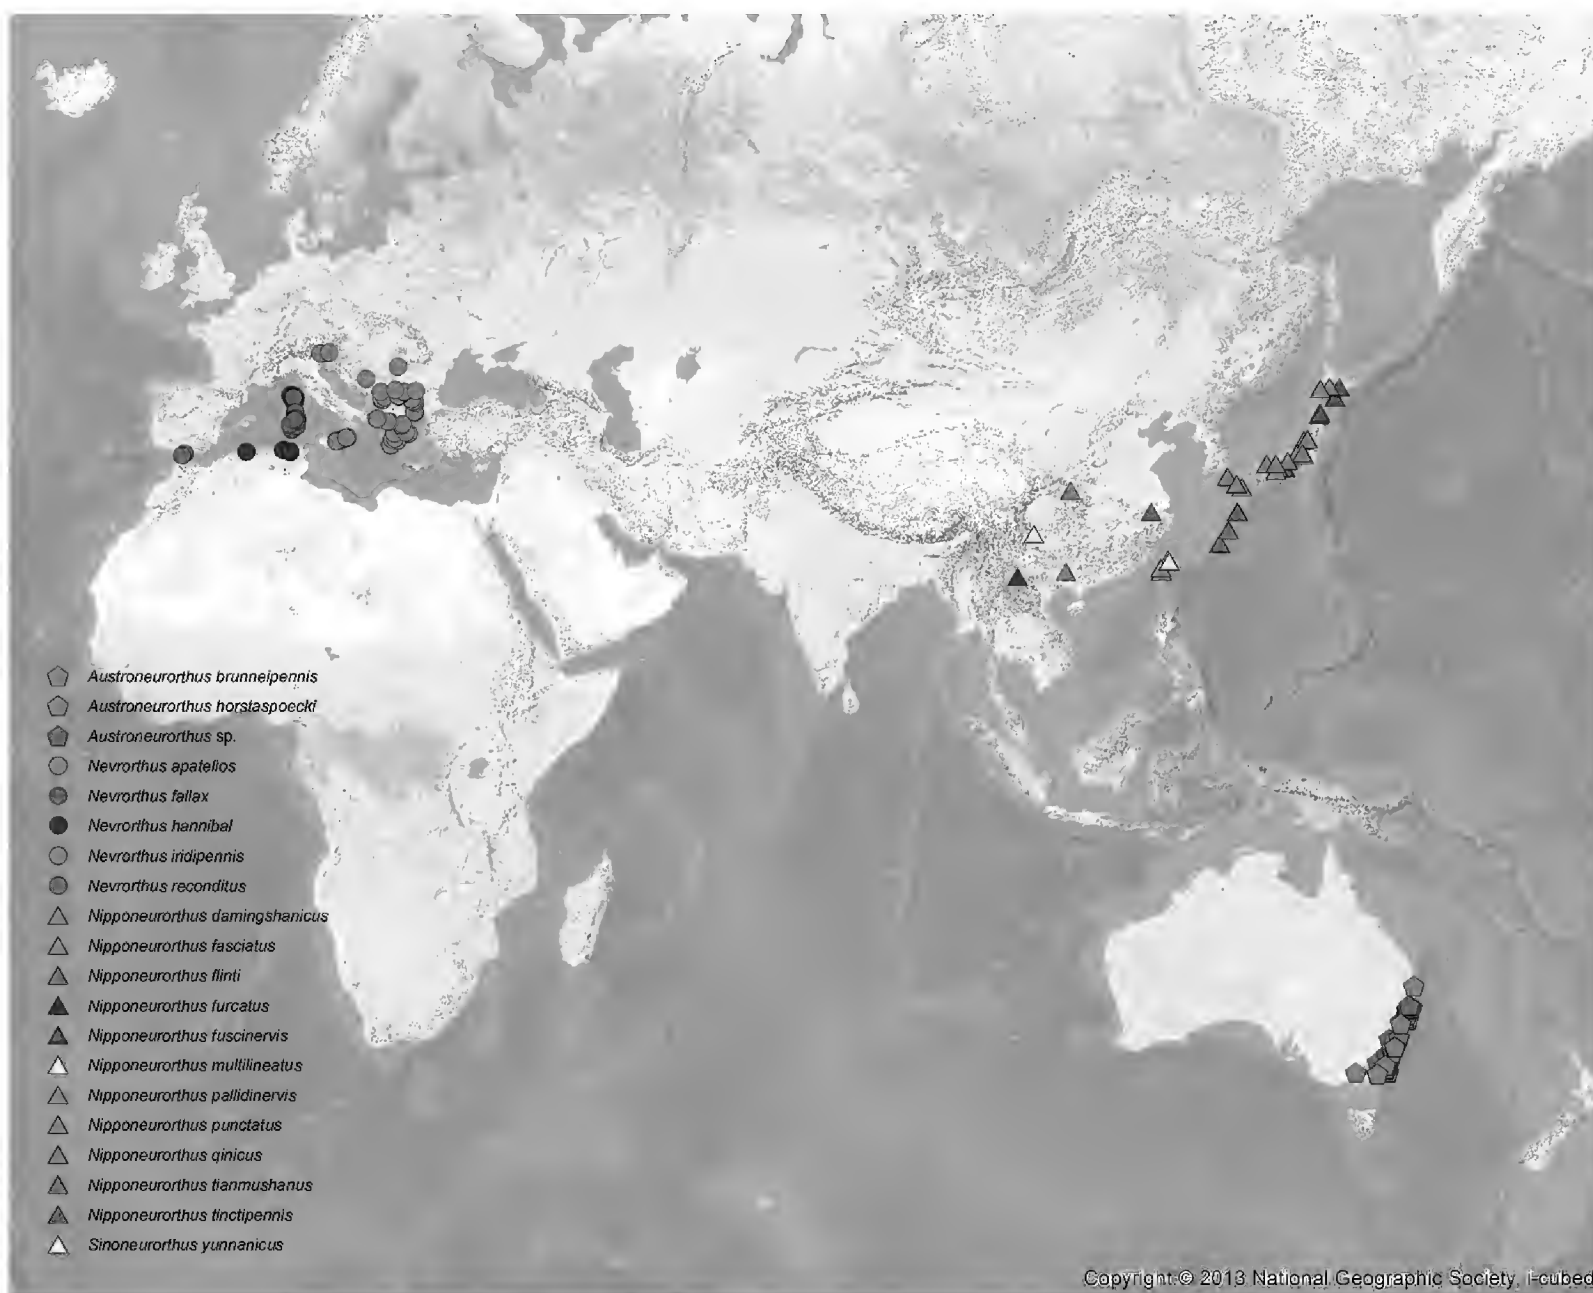 Austroneurorthus brunneipennis
Austroneurorthus horstaspoecki
Austroneurorthus sp.
Nevrorthus apatelios
Nevrorthus fallax
Nevrorthus hannibal
Nevrorthus iridipennis
Nevrorthus reconditus
Nipponeurorthus damingshanicus
Nipponeurorthus fasciatus
Nipponeurorthus flinti
Nipponeurorthus furcatus
Nipponeurorthus fuscinervis
Nipponeurorthus multilineatus
Nipponeurorthus pallidinervis
Nipponeurorthus punctatus
Nipponeurorthus qinicus
Nipponeurorthus tianmushanus
Nipponeurorthus tinctipennis
Sinoneurorthus yunnanicus
Copyright:© 2013 National Geographic Society, i-cubed